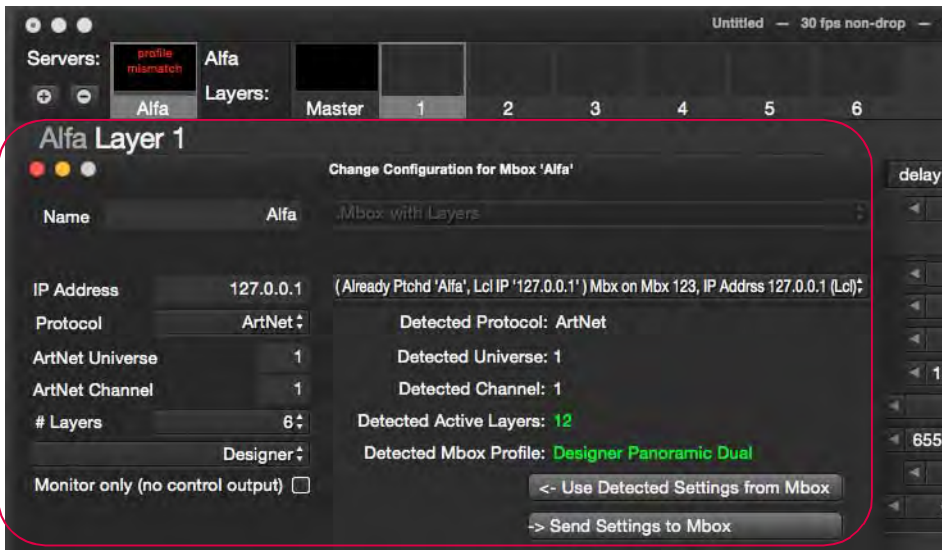 Untitled — 30 fps non-drop —
Servers:
profile
mismatch
Alfa
Alfa
Layers:
Master 1 2 3 4 5 6
Alfa Layer 1
Change Configuration for Mbox 'Alfa'
delay
Name Alfa .Mbox with Layers
IP Address 127.0.0.1 (Already Ptchd 'Alfa', Lcl IP '127.0.0.1' ) Mbx on Mbx 123, IP Addrss 127.0.0.1 (Lcl)
Protocol ArtNet Detected Protocol: ArtNet
ArtNet Universe 1 Detected Universe: 1
1
ArtNet Channel 1 Detected Channel: 1
# Layers 6 Detected Active Layers: 12
655
Designer Detected Mbox Profile: Designer Panoramic Dual
Monitor only (no control output) <- Use Detected Settings from Mbox
-> Send Settings to Mbox